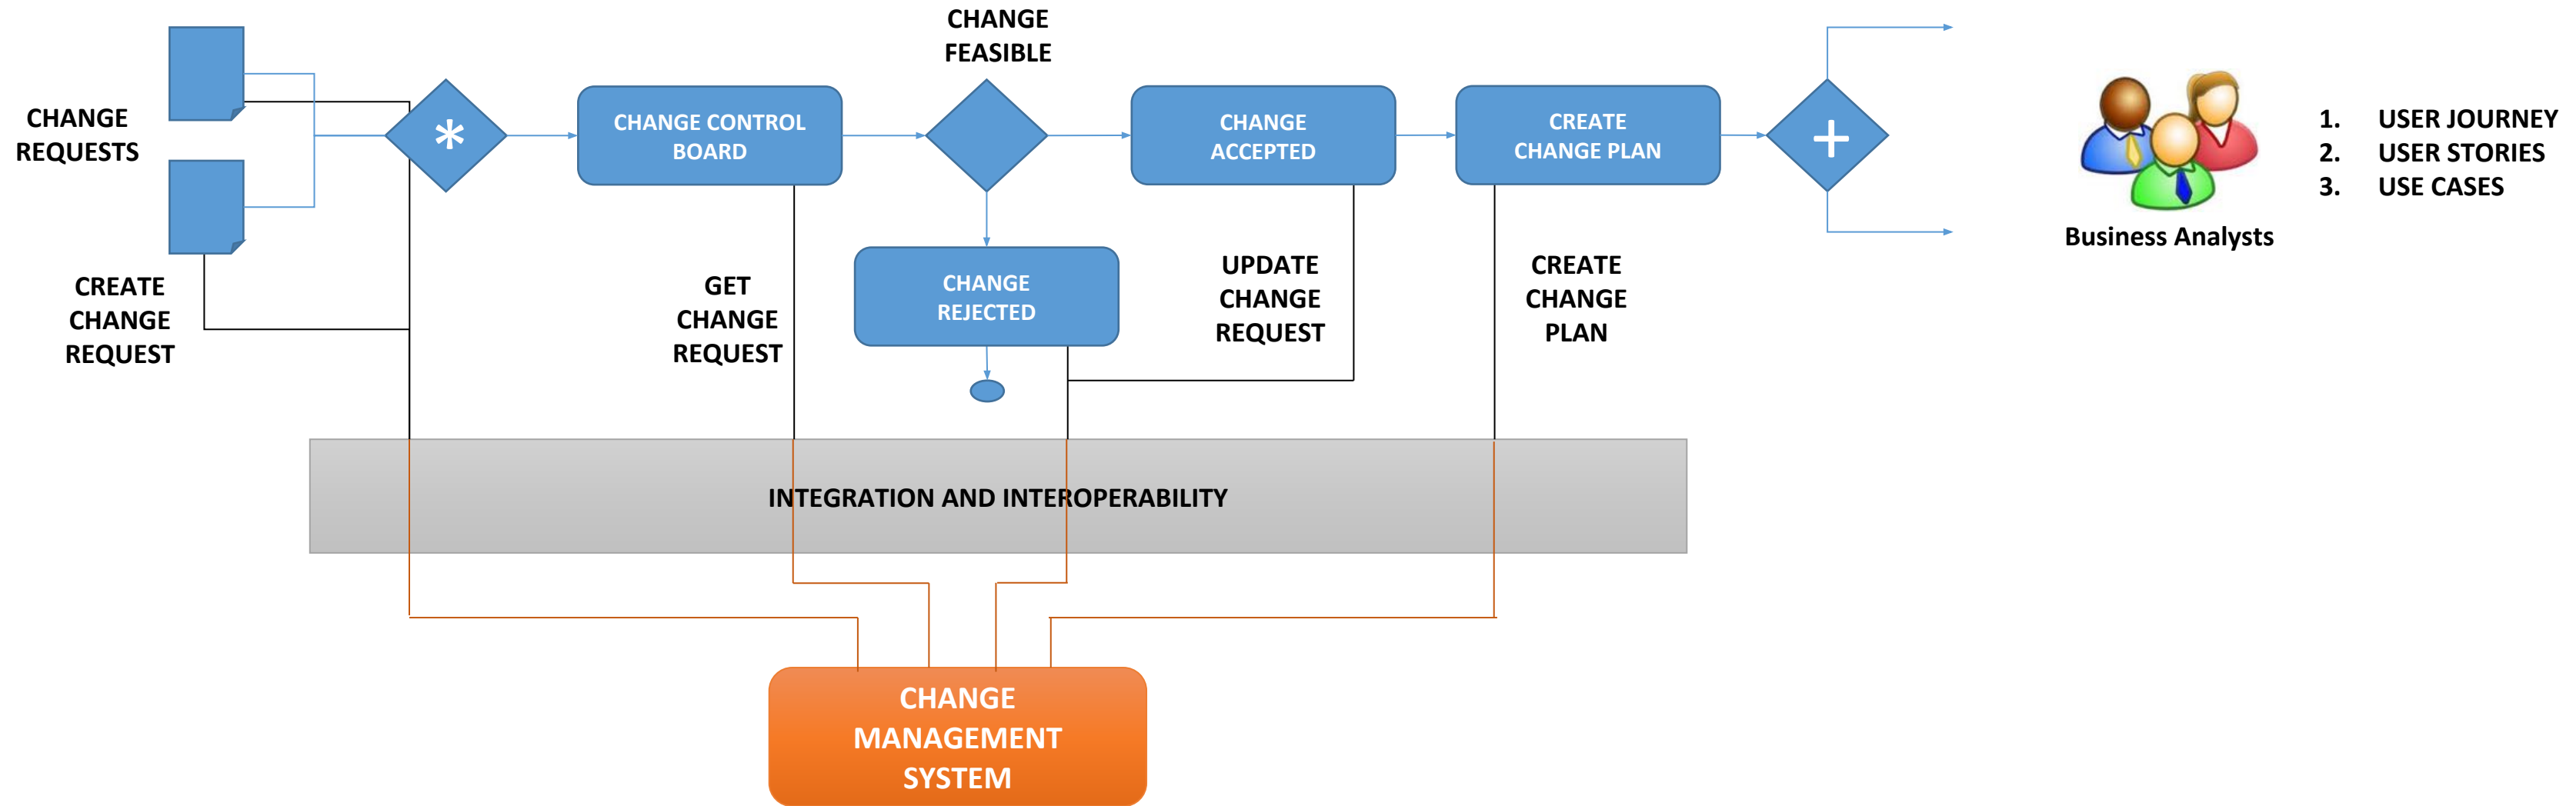 CHANGE
FEASIBLE
CHANGE
REQUESTS
*
CHANGE CONTROL
BOARD
CHANGE
ACCEPTED
CREATE
CHANGE PLAN
+
1. USER JOURNEY
2. USER STORIES
3. USE CASES
Business Analysts
CREATE
CHANGE
REQUEST
GET
CHANGE
REQUEST
CHANGE
REJECTED
UPDATE
CHANGE
REQUEST
CREATE
CHANGE
PLAN
INTEGRATION AND INTEROPERABILITY
CHANGE
MANAGEMENT
SYSTEM